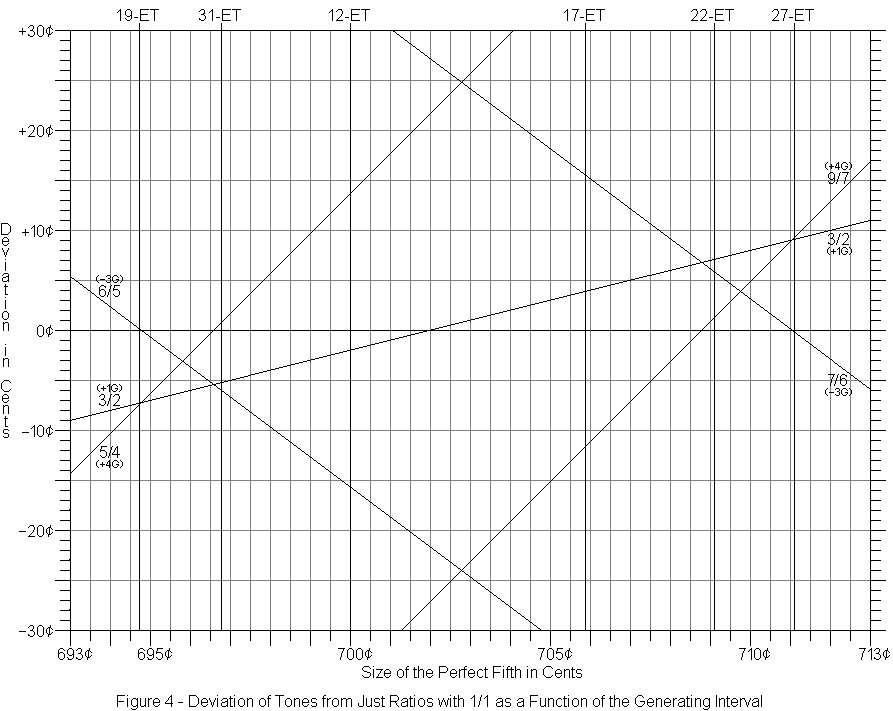 19-ET 31-ET 12-ET 17-ET 22-ET 27-ET
+30¢
+20¢
(+4G)
9/7
+10¢
3/2
(+1G)
(−3G)
6/5
0¢
7/6
(−3G)
(+1G)
3/2
−10¢
5/4
(+4G)
−20¢
−30¢
Deviation in Cents
693¢ 695¢ 700¢ 705¢ 710¢ 713¢
Size of the Perfect Fifth in Cents
Figure 4 - Deviation of Tones from Just Ratios with 1/1 as a Function of the Generating Interval